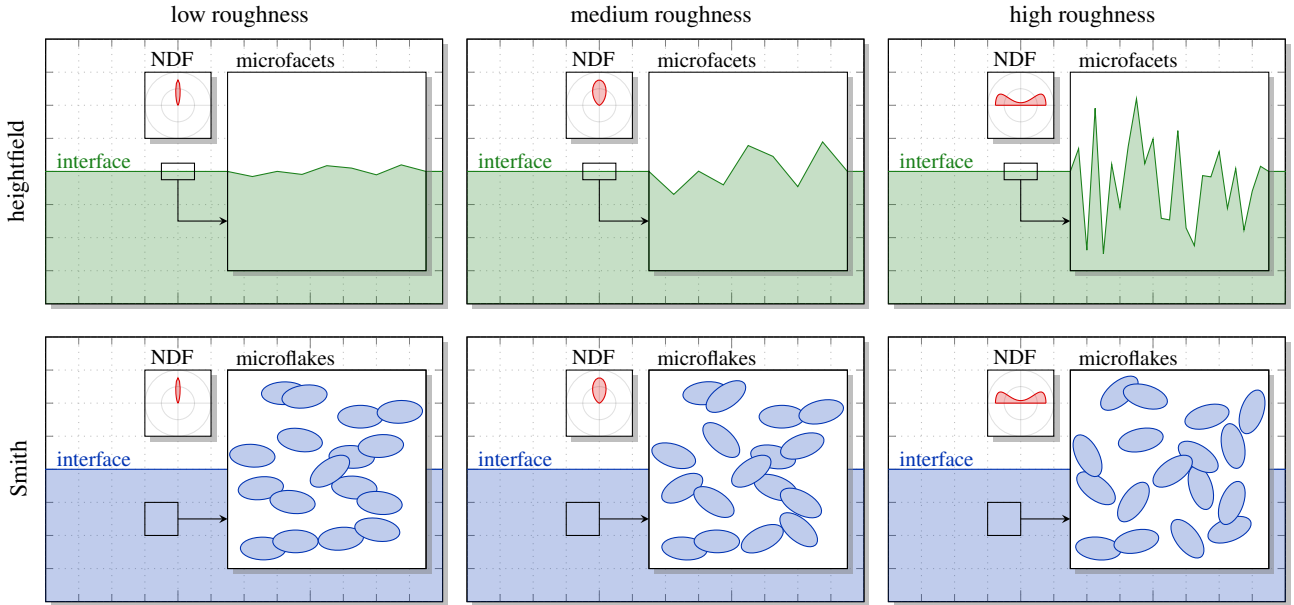 low roughness
medium roughness
high roughness
heightfield
NDF
microfacets
interface
NDF
microfacets
interface
NDF
microfacets
interface
Smith
NDF
microflakes
interface
NDF
microflakes
interface
NDF
microflakes
interface